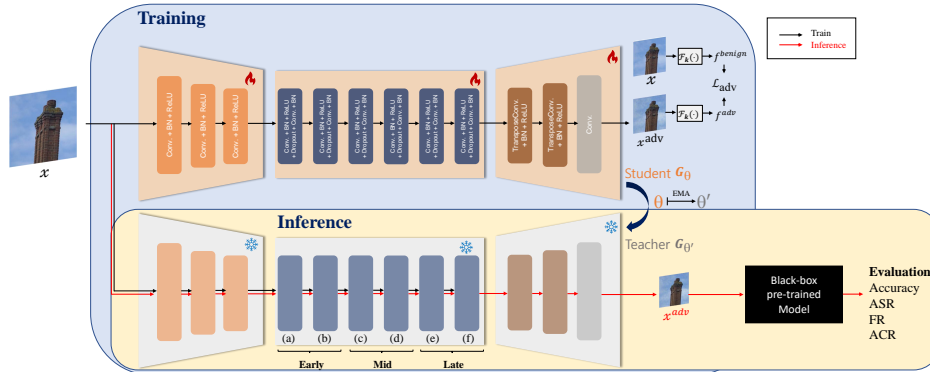 Training
Train
Inference
x
Conv. + BN + ReLU
Conv. + BN + ReLU
Conv. + BN + ReLU
Conv. + BN + ReLU
+ Dropout + Conv. + BN
Conv. + BN + ReLU
+ Dropout + Conv. + BN
Conv. + BN + ReLU
+ Dropout + Conv. + BN
Conv. + BN + ReLU
+ Dropout + Conv. + BN
Conv. + BN + ReLU
+ Dropout + Conv. + BN
Conv. + BN + ReLU
+ Dropout + Conv. + BN
TransposeConv.
+ BN + ReLU
TransposeConv.
+ BN + ReLU
Conv.
x
𝓕ₖ(·)
f^benign
𝓛_adv
x^adv
𝓕ₖ(·)
f^adv
Student G_θ
θ EMA θ′
Teacher G_θ′
Inference
(a) (b) (c) (d) (e) (f)
Early Mid Late
x^adv
Black-box
pre-trained
Model
Evaluation
Accuracy
ASR
FR
ACR